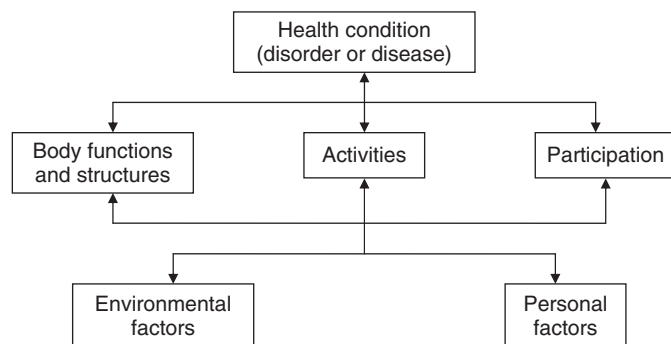 Health condition
(disorder or disease)
Body functions
and structures
Activities
Participation
Environmental
factors
Personal
factors